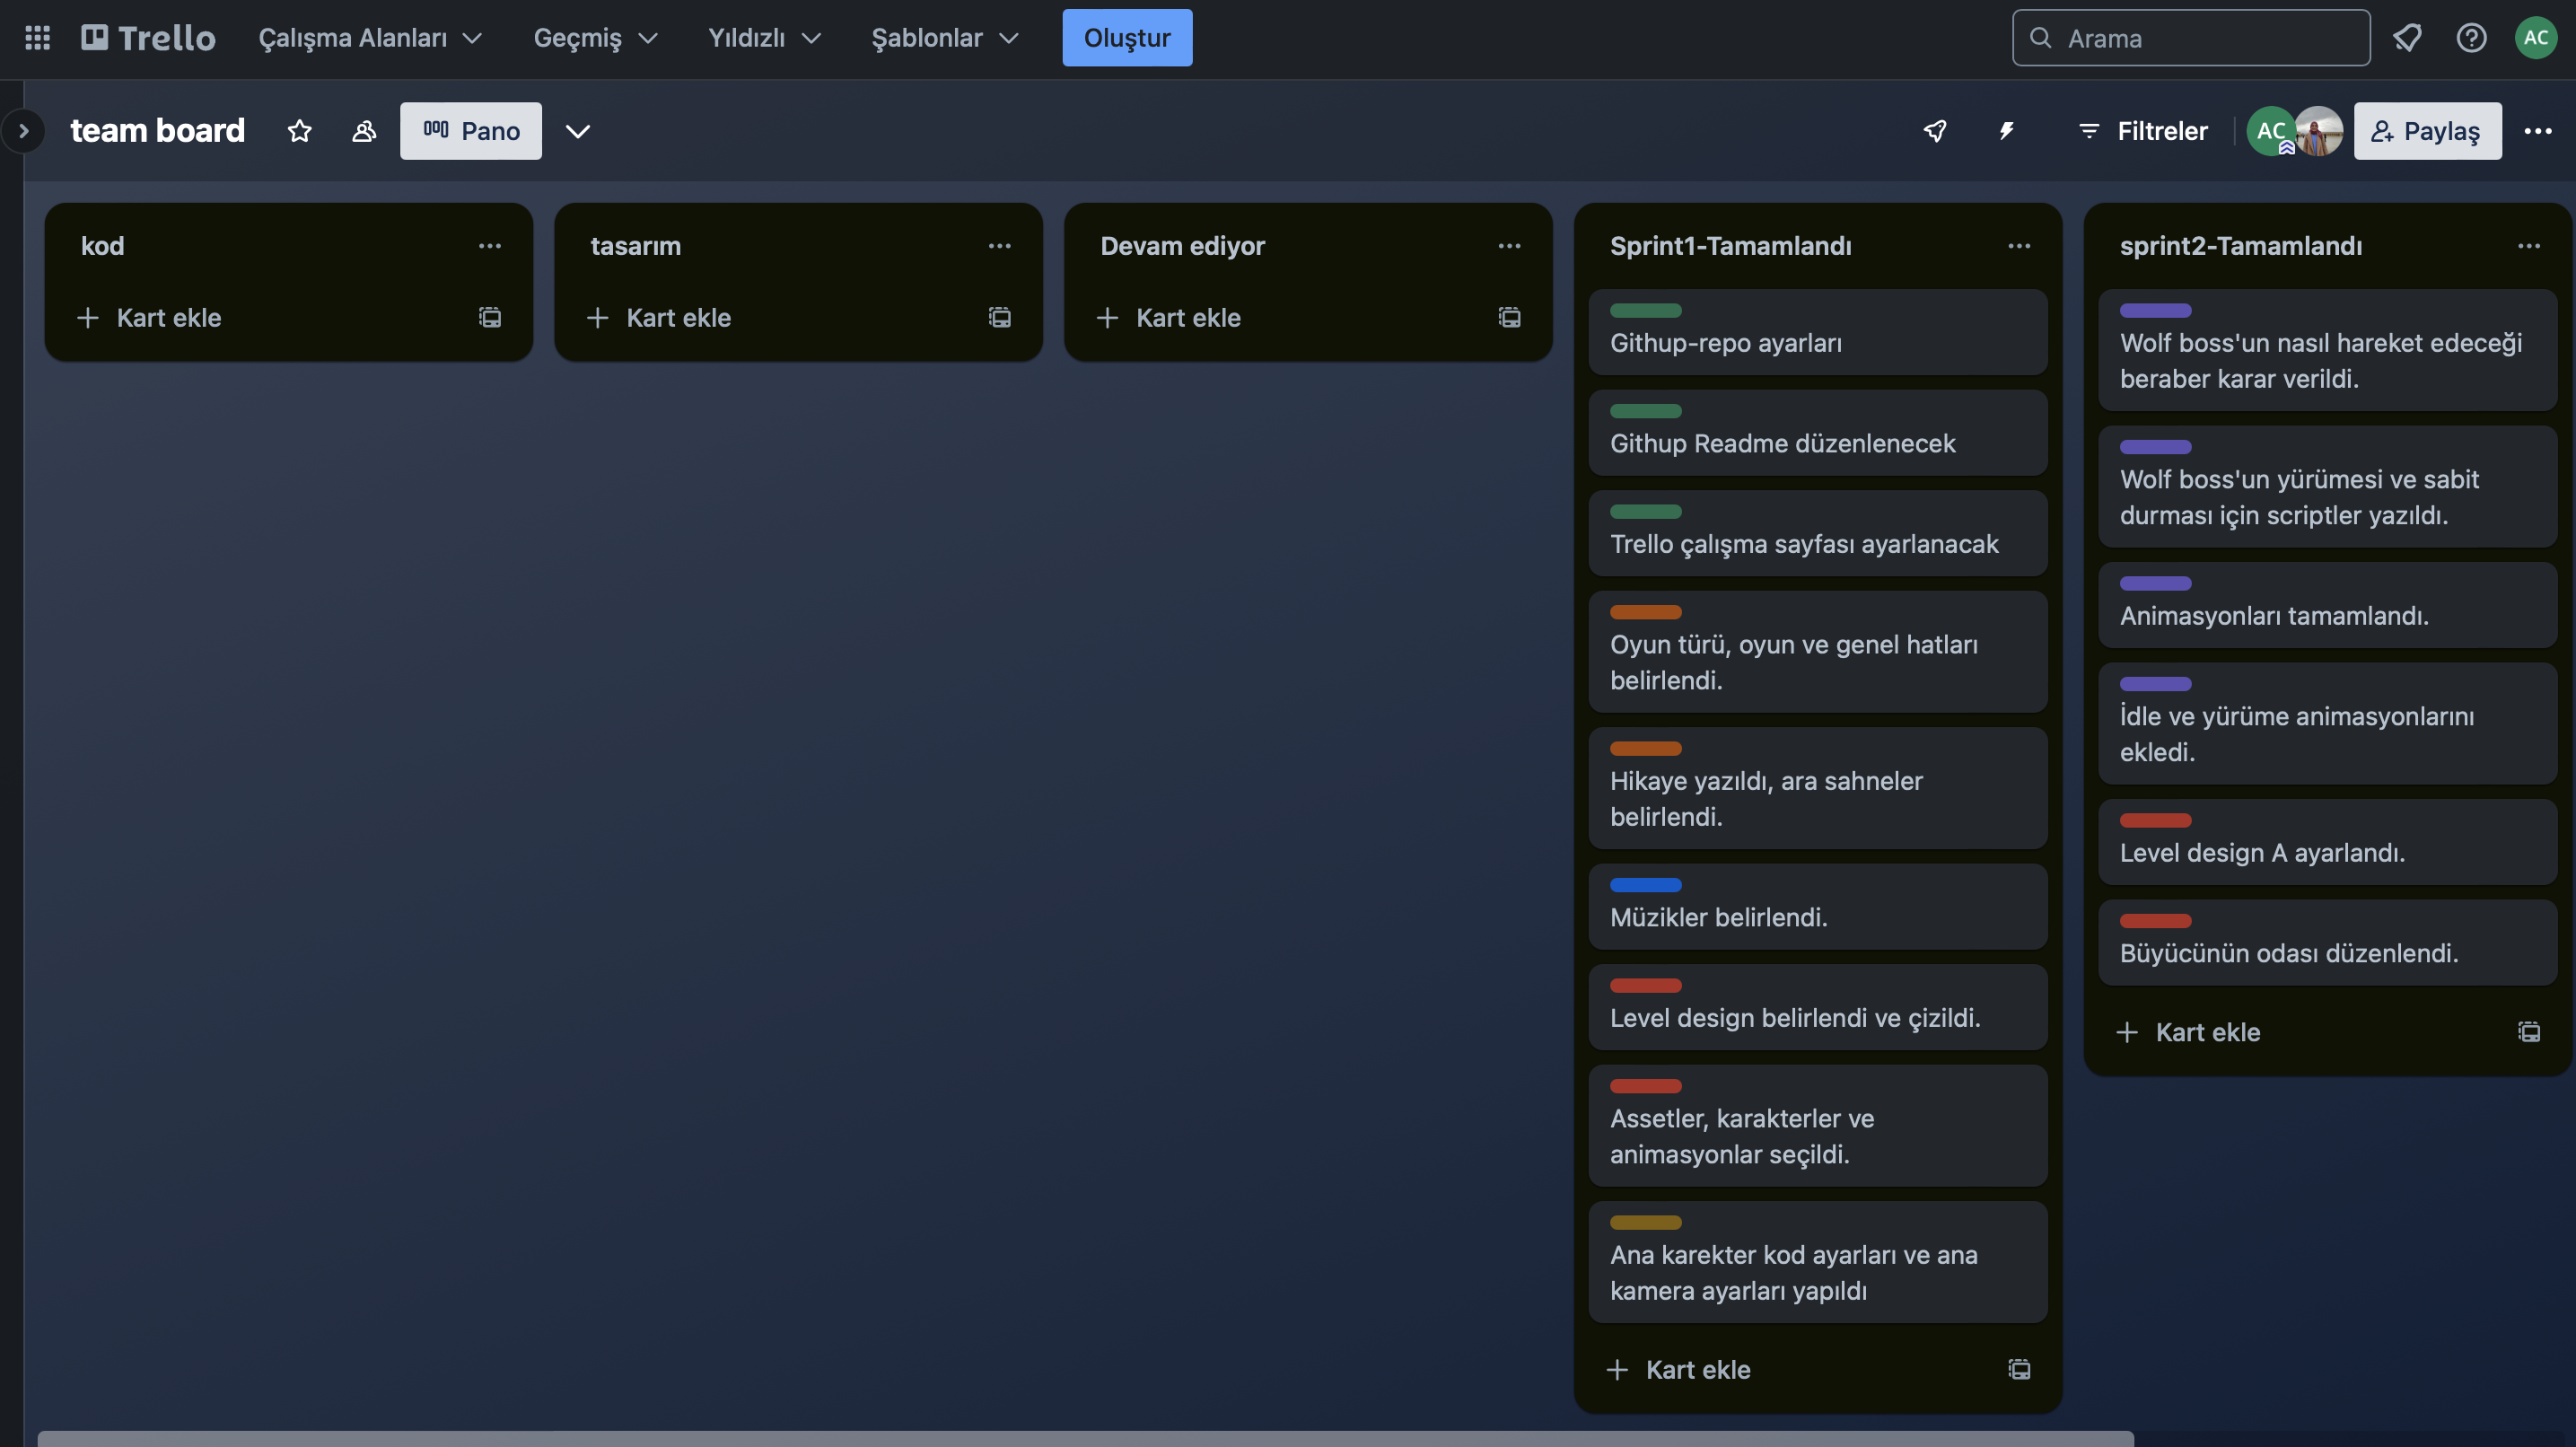 Trello
Çalışma Alanları
Geçmiş
Yıldızlı
Şablonlar
Oluştur
Arama
AC
team board
Pano
Filtreler
AC
Paylaş
kod
Kart ekle
tasarım
Kart ekle
Devam ediyor
Kart ekle
Sprint1-Tamamlandı
Githup-repo ayarları
Githup Readme düzenlenecek
Trello çalışma sayfası ayarlanacak
Oyun türü, oyun ve genel hatları
belirlendi.
Hikaye yazıldı, ara sahneler
belirlendi.
Müzikler belirlendi.
Level design belirlendi ve çizildi.
Assetler, karakterler ve
animasyonlar seçildi.
Ana karekter kod ayarları ve ana
kamera ayarları yapıldı
Kart ekle
sprint2-Tamamlandı
Wolf boss'un nasıl hareket edeceği
beraber karar verildi.
Wolf boss'un yürümesi ve sabit
durması için scriptler yazıldı.
Animasyonları tamamlandı.
İdle ve yürüme animasyonlarını
ekledi.
Level design A ayarlandı.
Büyücünün odası düzenlendi.
Kart ekle